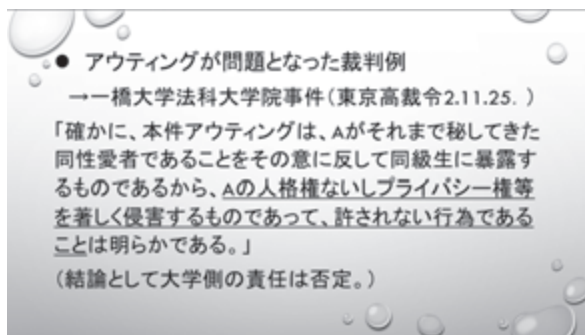 ● アウティングが問題となった裁判例
→一橋大学法科大学院事件（東京高裁令2.11.25. ）
「確かに、本件アウティングは、Aがそれまで秘してきた
同性愛者であることをその意に反して同級生に暴露す
るものであるから、Aの人格権ないしプライバシー権等
を著しく侵害するものであって、許されない行為である
ことは明らかである。」
（結論として大学側の責任は否定。）